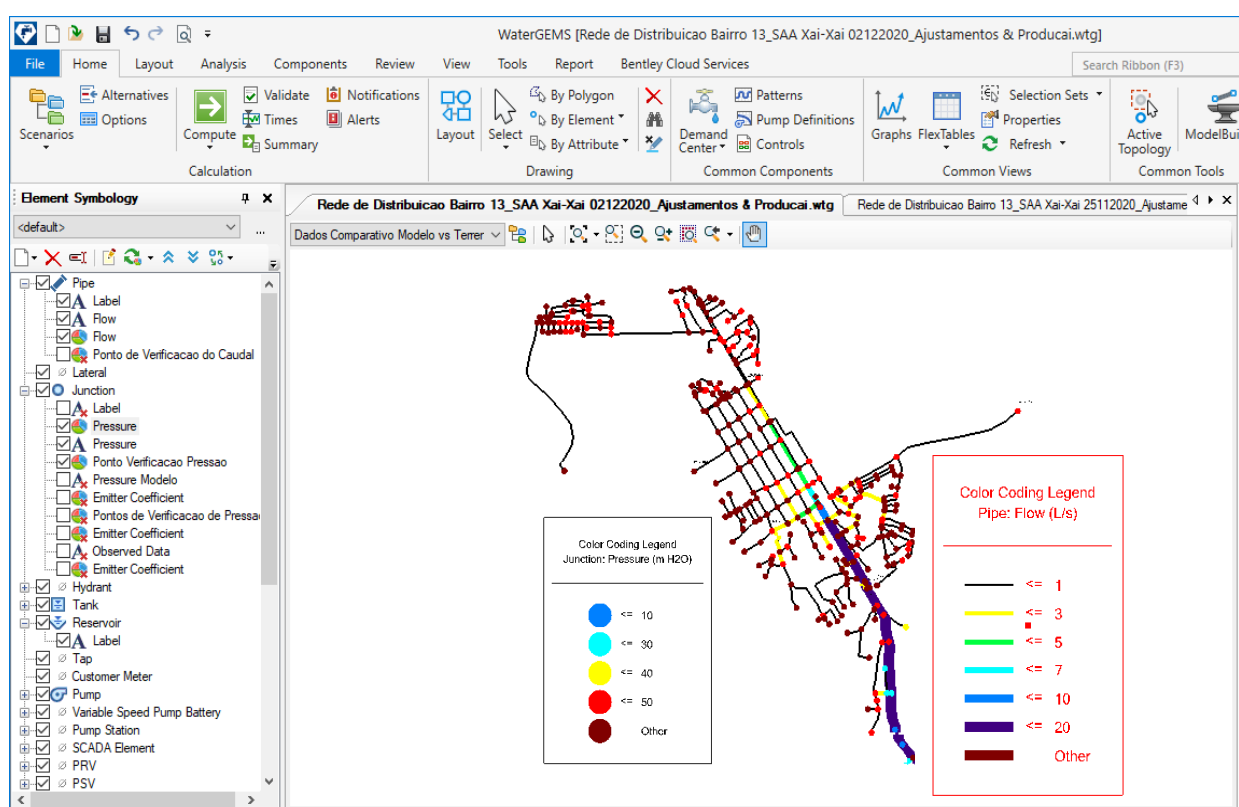 WaterGEMS [Rede de Distribuicao Bairro 13_SAA Xai-Xai 02122020_Ajustamentos & Producai.wtg]
File Home Layout Analysis Components Review View Tools Report Bentley Cloud Services Search Ribbon (F3)
Scenarios
Alternatives
Options
Compute
Validate
Times
Summary
Notifications
Alerts
Calculation
Layout
Select
By Polygon
By Element
By Attribute
Drawing
Demand
Center
Patterns
Pump Definitions
Controls
Common Components
Graphs
FlexTables
Selection Sets
Properties
Refresh
Common Views
Active
Topology
ModelBui
Common Tools
Element Symbology
<default>
...
Pipe
Label
Flow
Flow
Ponto de Verificacao do Caudal
Lateral
Junction
Label
Pressure
Pressure
Ponto Verificacao Pressao
Pressure Modelo
Emitter Coefficient
Pontos de Verificacao de Pressao
Emitter Coefficient
Observed Data
Emitter Coefficient
Hydrant
Tank
Reservoir
Label
Tap
Customer Meter
Pump
Variable Speed Pump Battery
Pump Station
SCADA Element
PRV
PSV
Rede de Distribuicao Bairro 13_SAA Xai-Xai 02122020_Ajustamentos & Producai.wtg
Rede de Distribuicao Bairro 13_SAA Xai-Xai 25112020_Ajustame
Dados Comparativo Modelo vs Terrer
Color Coding Legend
Junction: Pressure (m H2O)
<= 10
<= 30
<= 40
<= 50
Other
Color Coding Legend
Pipe: Flow (L/s)
<= 1
<= 3
<= 5
<= 7
<= 10
<= 20
Other